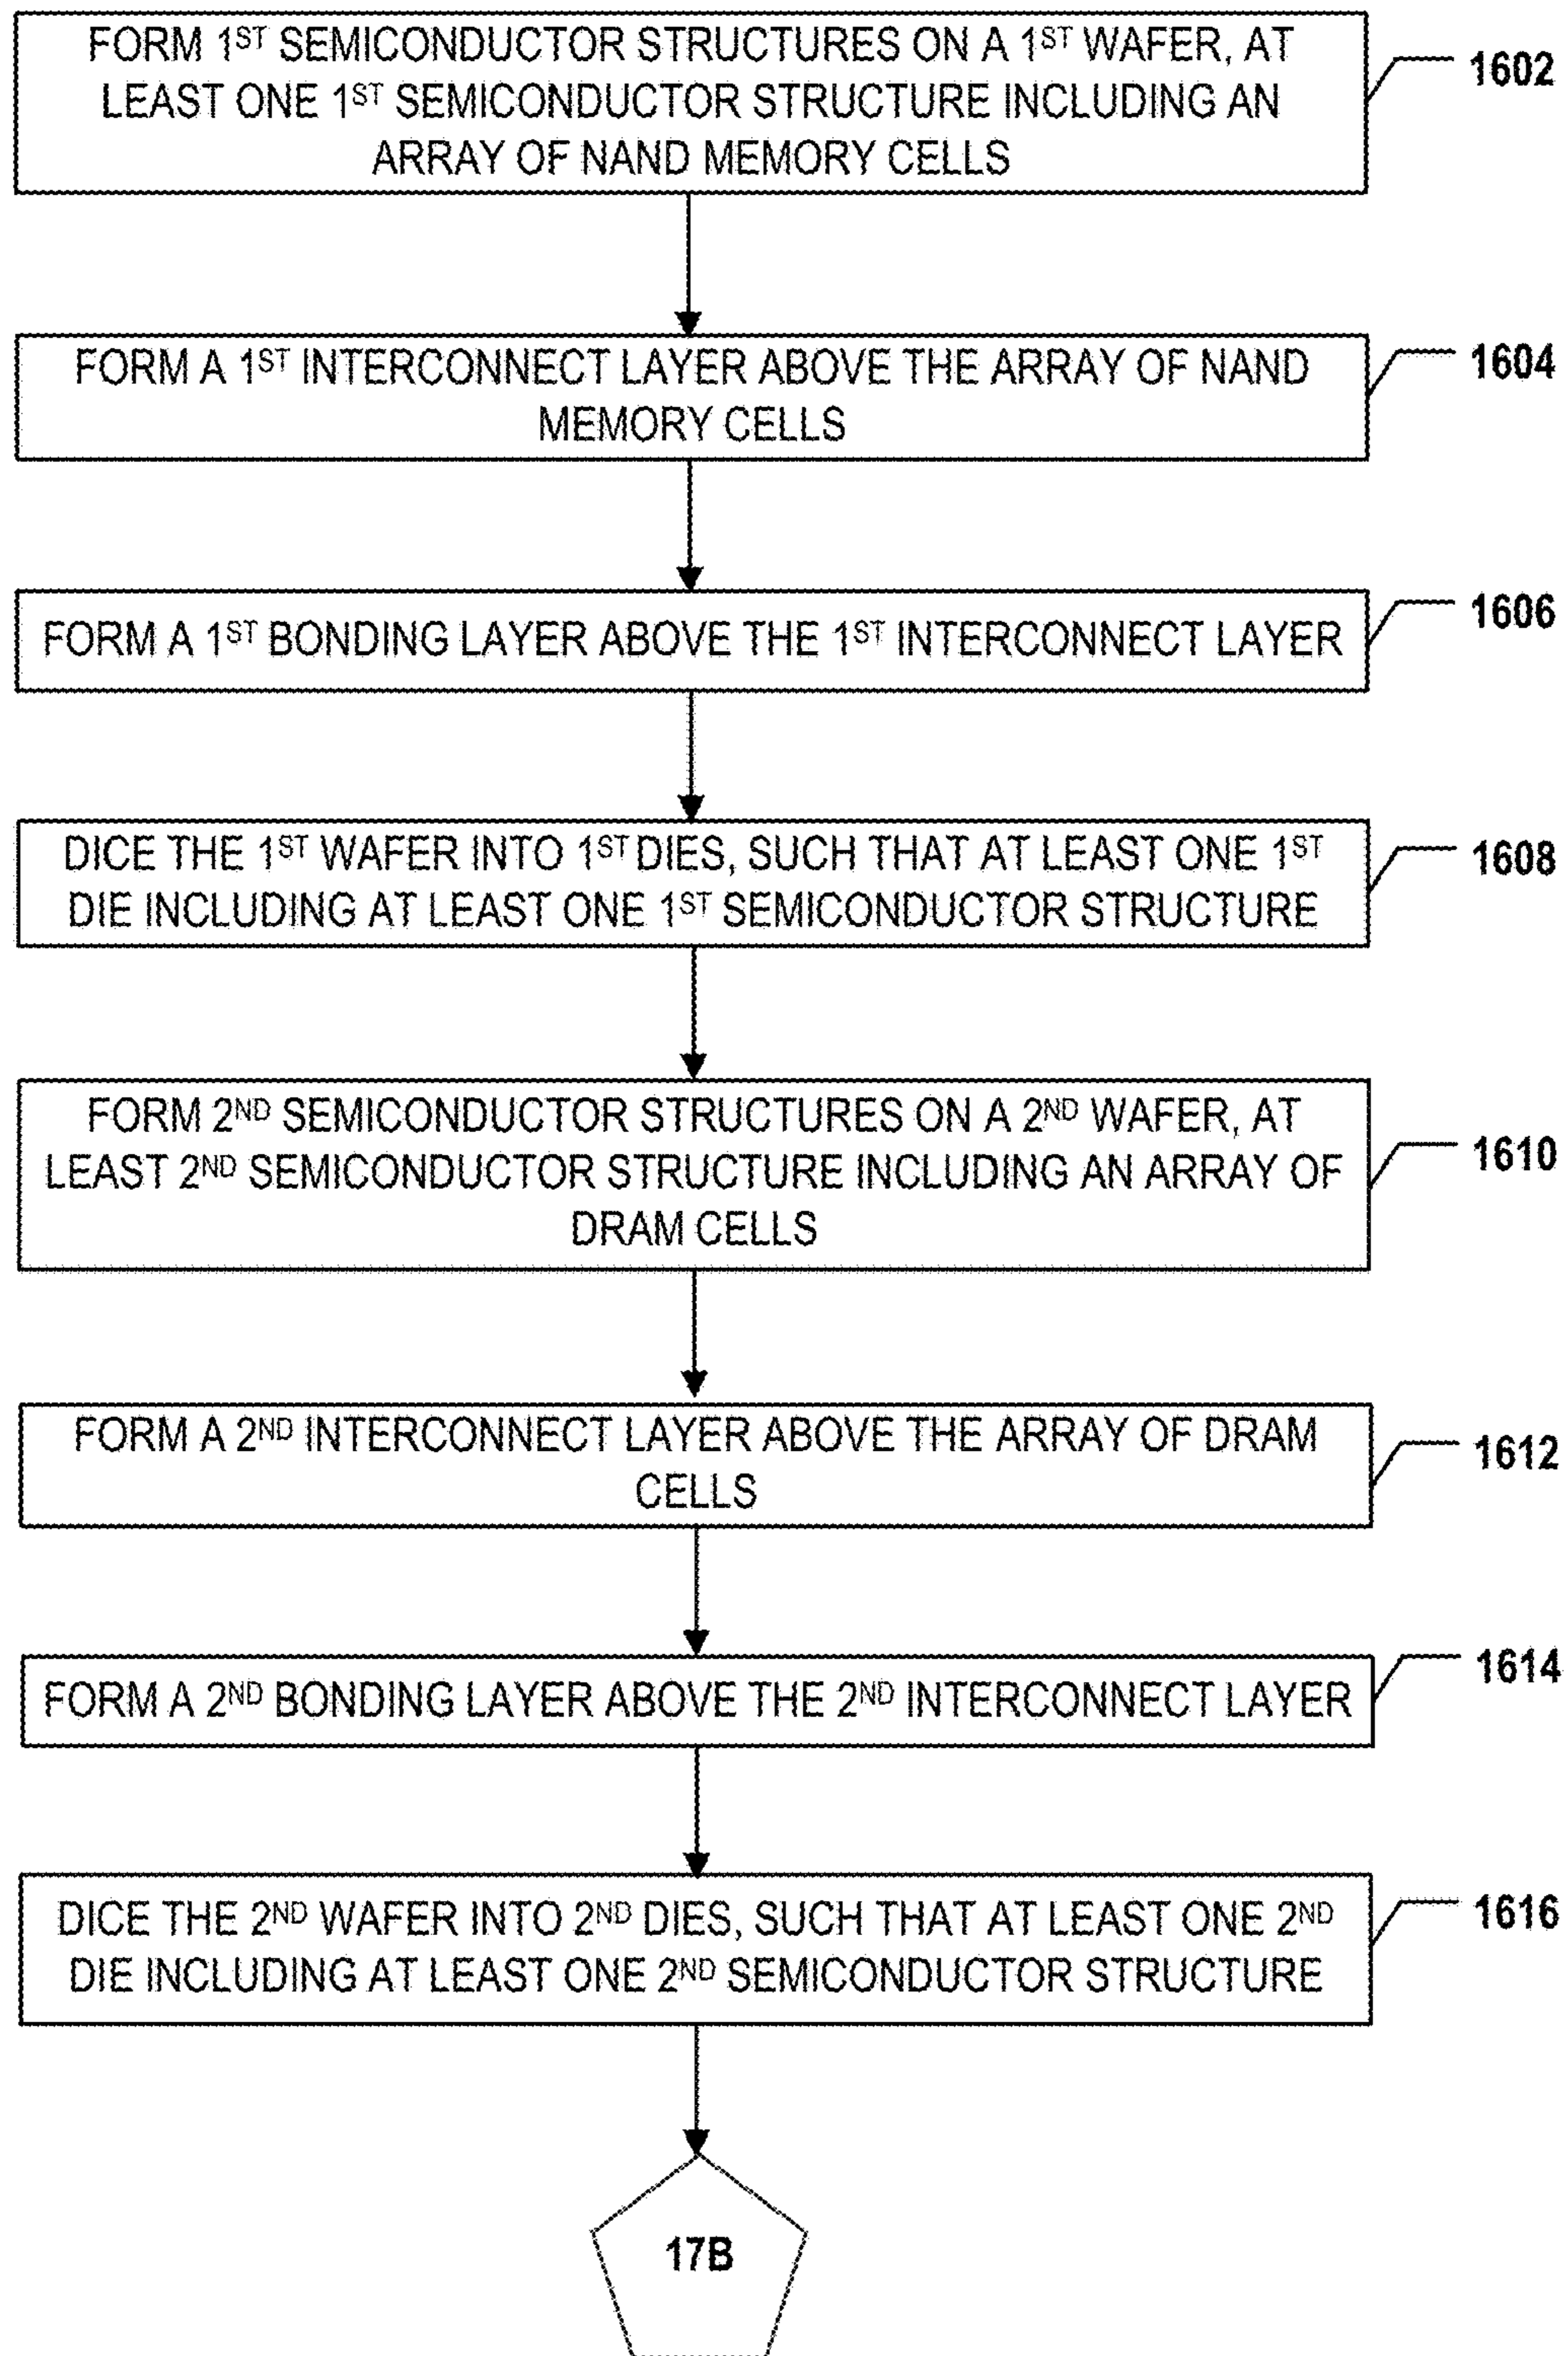 FORM 1ST SEMICONDUCTOR STRUCTURES ON A 1ST WAFER, AT
LEAST ONE 1ST SEMICONDUCTOR STRUCTURE INCLUDING AN
ARRAY OF NAND MEMORY CELLS
1602
FORM A 1ST INTERCONNECT LAYER ABOVE THE ARRAY OF NAND
MEMORY CELLS
1604
FORM A 1ST BONDING LAYER ABOVE THE 1ST INTERCONNECT LAYER
1606
DICE THE 1ST WAFER INTO 1ST DIES, SUCH THAT AT LEAST ONE 1ST
DIE INCLUDING AT LEAST ONE 1ST SEMICONDUCTOR STRUCTURE
1608
FORM 2ND SEMICONDUCTOR STRUCTURES ON A 2ND WAFER, AT
LEAST 2ND SEMICONDUCTOR STRUCTURE INCLUDING AN ARRAY OF
DRAM CELLS
1610
FORM A 2ND INTERCONNECT LAYER ABOVE THE ARRAY OF DRAM
CELLS
1612
FORM A 2ND BONDING LAYER ABOVE THE 2ND INTERCONNECT LAYER
1614
DICE THE 2ND WAFER INTO 2ND DIES, SUCH THAT AT LEAST ONE 2ND
DIE INCLUDING AT LEAST ONE 2ND SEMICONDUCTOR STRUCTURE
1616
17B